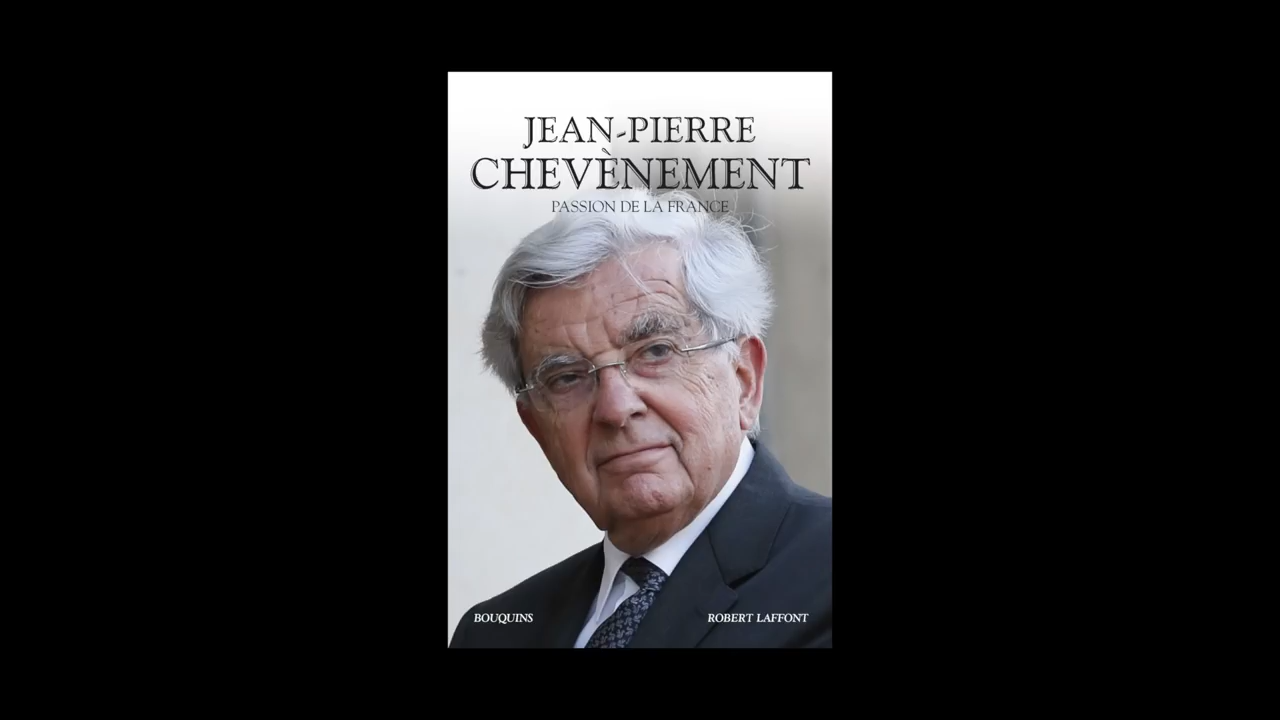 JEAN-PIERRE
CHEVÈNEMENT
PASSION DE LA FRANCE
BOUQUINS
ROBERT LAFFONT